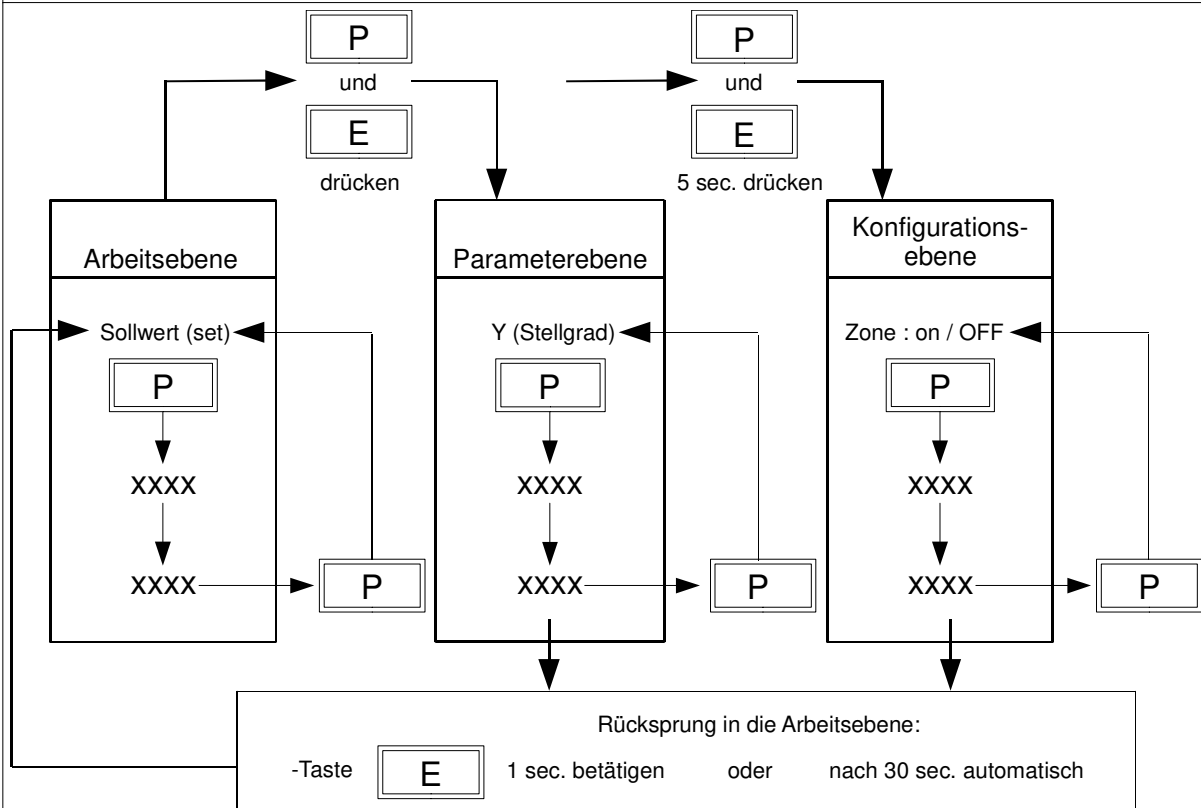 P
und
E
drücken
P
und
E
5 sec. drücken
Arbeitsebene
Sollwert (set)
P
xxxx
xxxx
P
Parameterebene
Y (Stellgrad)
P
xxxx
xxxx
P
Konfigurations-
ebene
Zone : on / OFF
P
xxxx
xxxx
P
Rücksprung in die Arbeitsebene:
-Taste E 1 sec. betätigen oder nach 30 sec. automatisch